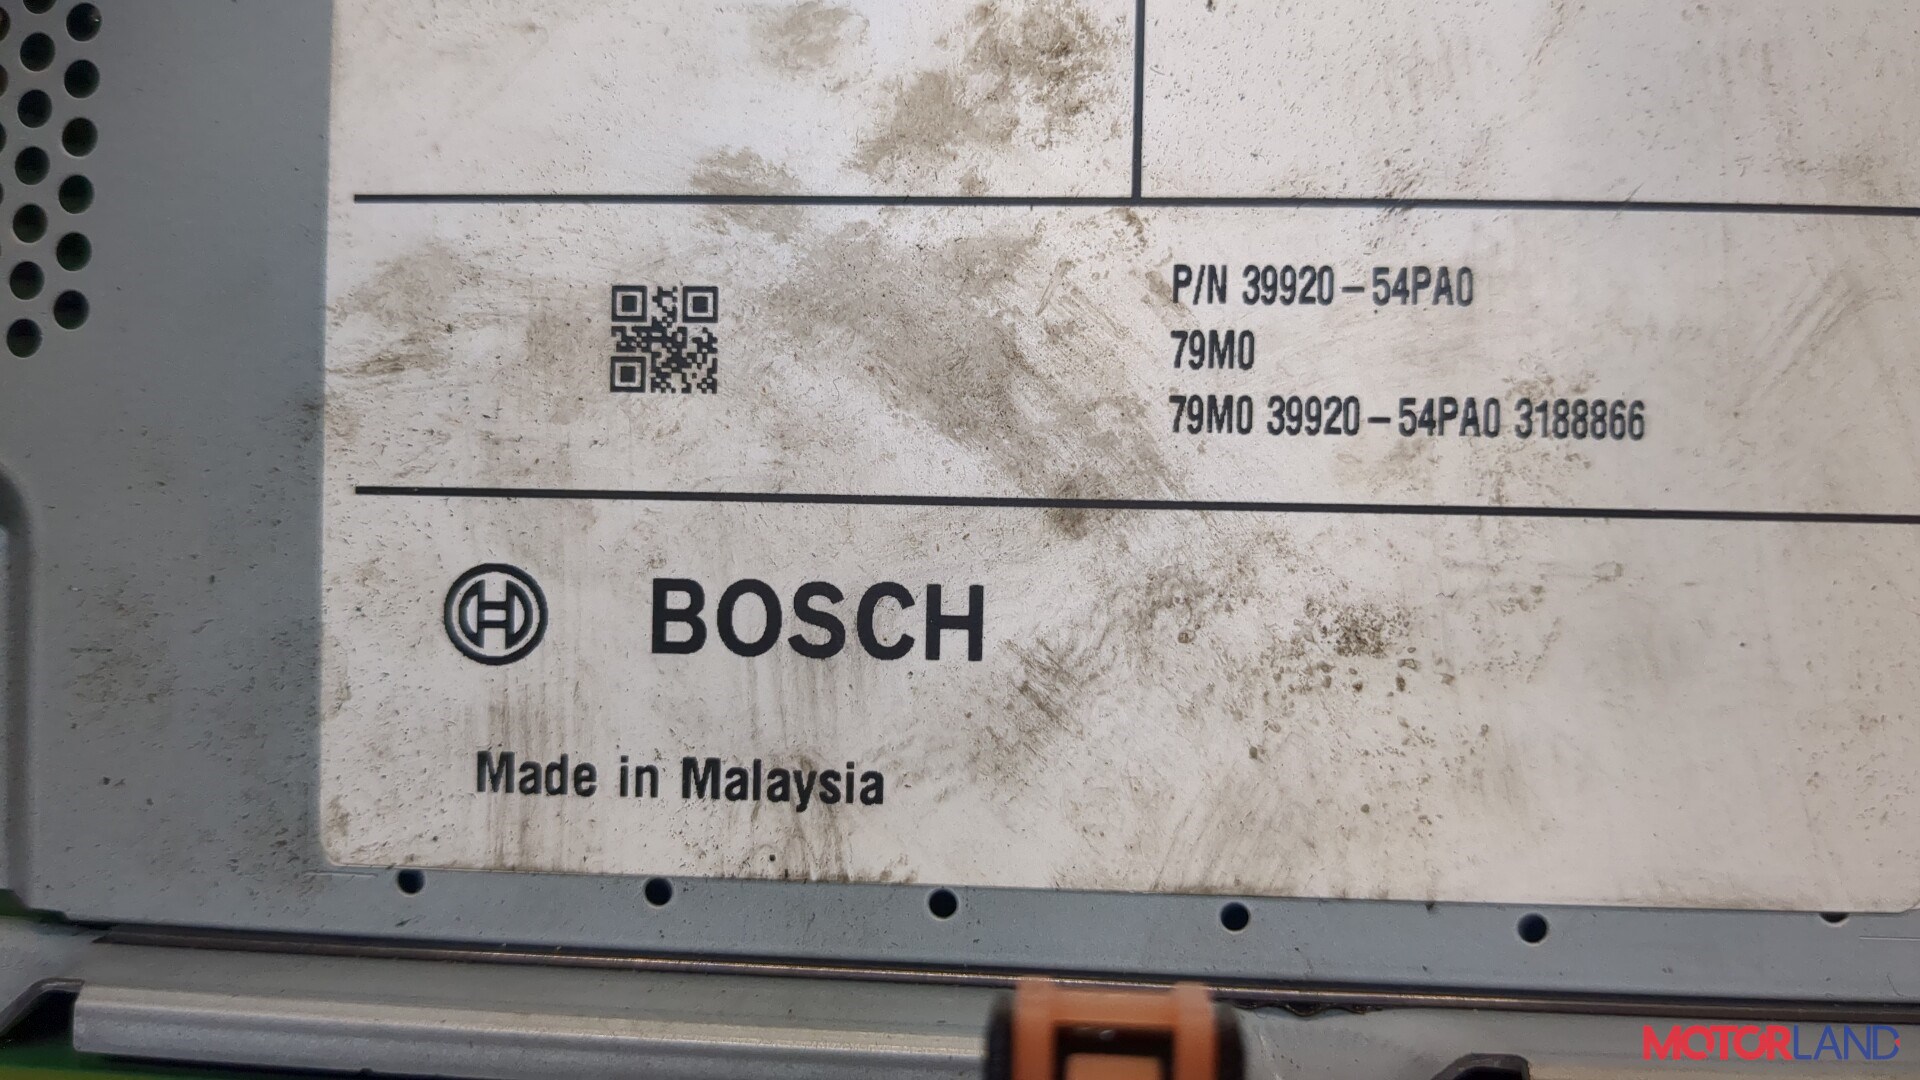 P/N 39920-54PA0
79M0
79M0 39920-54PA0 3188866
BOSCH
Made in Malaysia
MOTORLAND